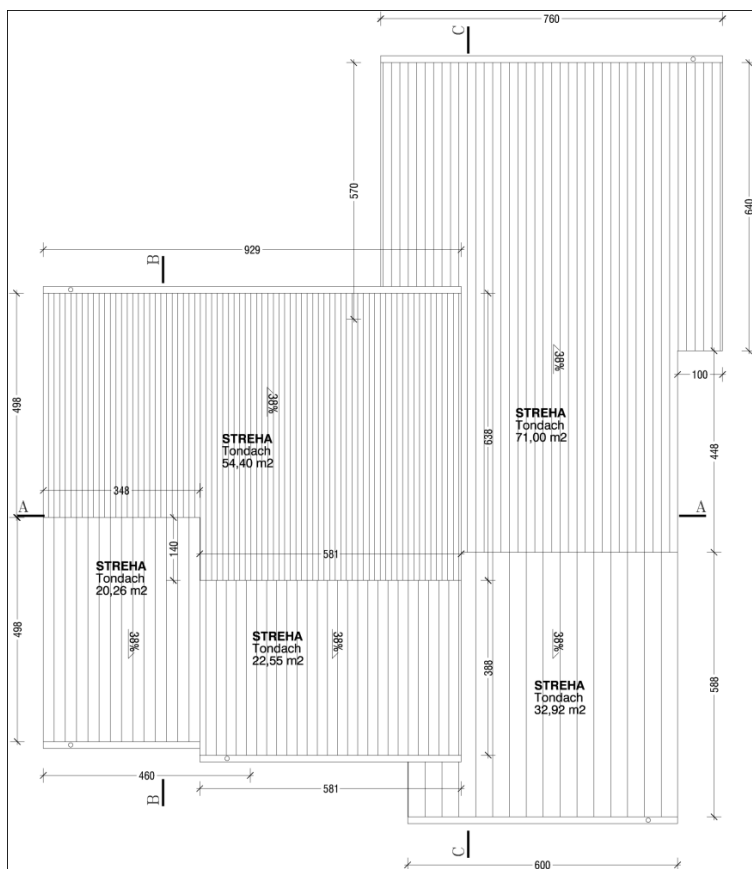 760
C
570
640
929
B
100
38%
38%
498
STREHA
Tondach
71,00 m2
STREHA
Tondach
54,40 m2
638
448
348
A
A
140
581
STREHA
Tondach
20,26 m2
498
38%
38%
38%
STREHA
Tondach
22,55 m2
388
STREHA
Tondach
32,92 m2
588
460
B
581
C
600